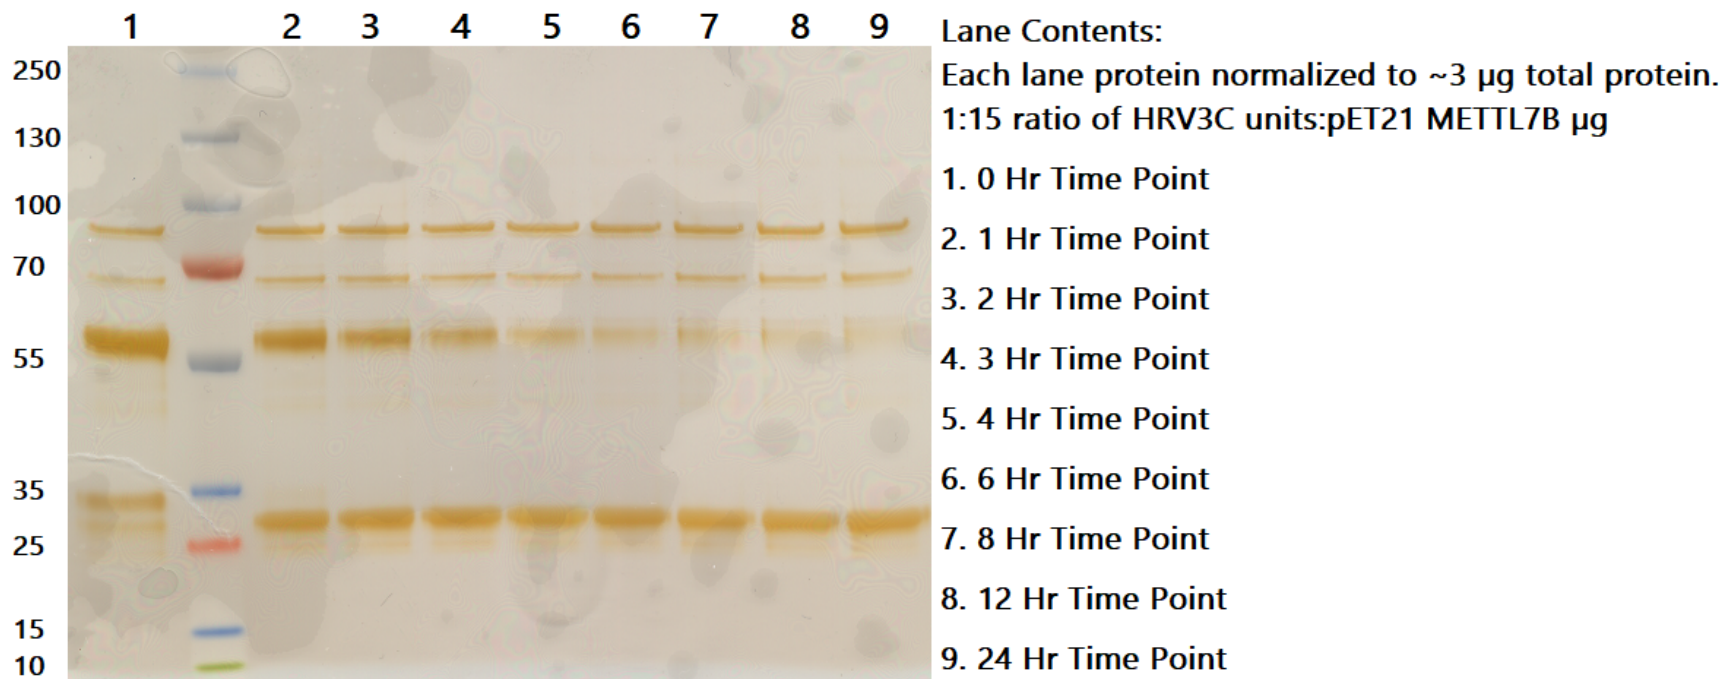 1 2 3 4 5 6 7 8 9
250
130
100
70
55
35
25
15
10
Lane Contents:
Each lane protein normalized to ~3 µg total protein.
1:15 ratio of HRV3C units:pET21 METTL7B µg
1. 0 Hr Time Point
2. 1 Hr Time Point
3. 2 Hr Time Point
4. 3 Hr Time Point
5. 4 Hr Time Point
6. 6 Hr Time Point
7. 8 Hr Time Point
8. 12 Hr Time Point
9. 24 Hr Time Point